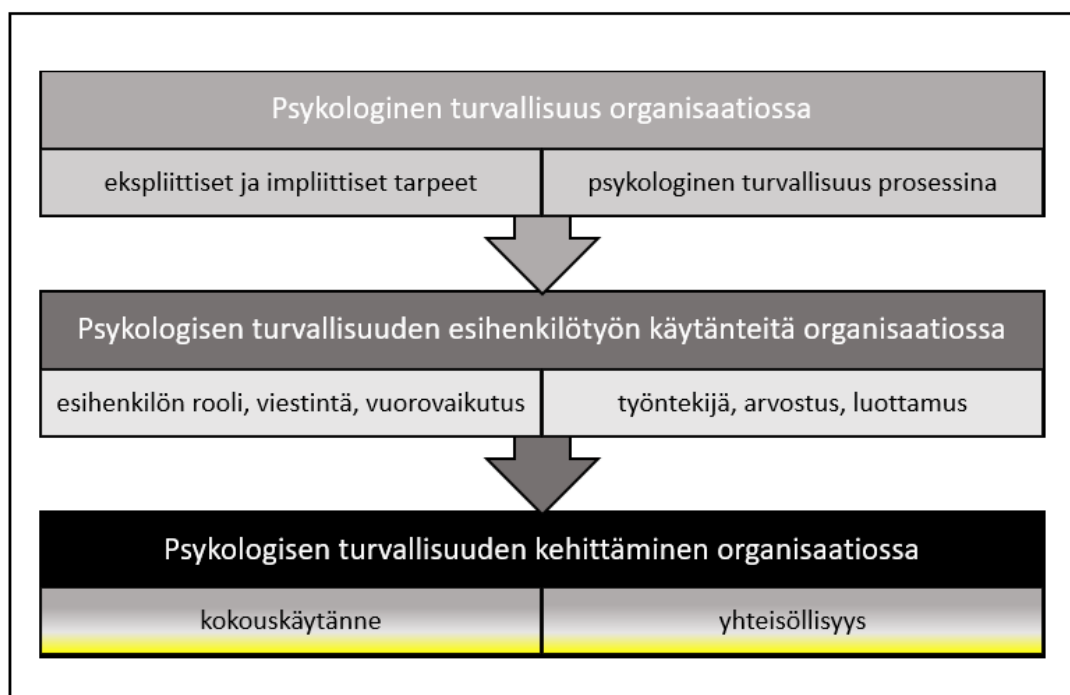 Psykologinen turvallisuus organisaatiossa
ekspliittiset ja impliittiset tarpeet
psykologinen turvallisuus prosessina
Psykologisen turvallisuuden esihenkilötyön käytänteitä organisaatiossa
esihenkilön rooli, viestintä, vuorovaikutus
työntekijä, arvostus, luottamus
Psykologisen turvallisuuden kehittäminen organisaatiossa
kokouskäytänne
yhteisöllisyys